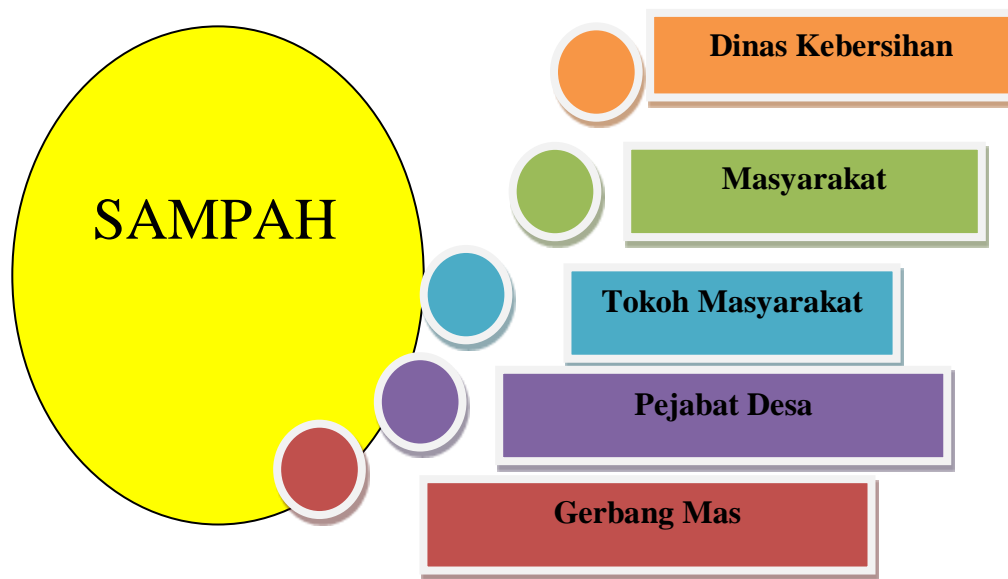 SAMPAH
Dinas Kebersihan
Masyarakat
Tokoh Masyarakat
Pejabat Desa
Gerbang Mas